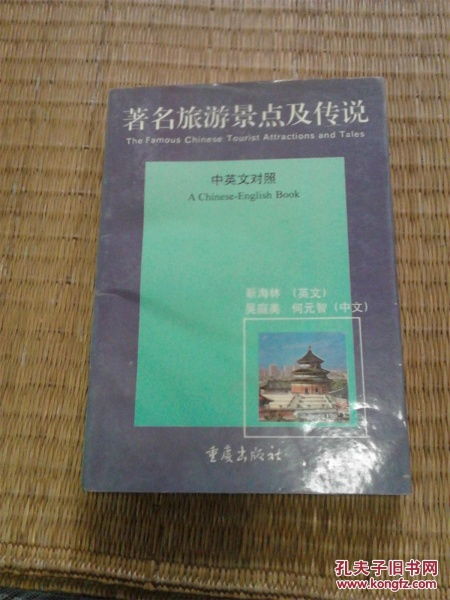 著名旅游景点及传说
The Famous Chinese Tourist Attractions and Tales
中英文对照
A Chinese-English Book
靳海林 (英文)
吴庭美 何元智 (中文)
重庆出版社
孔夫子旧书网
www.kongfz.com